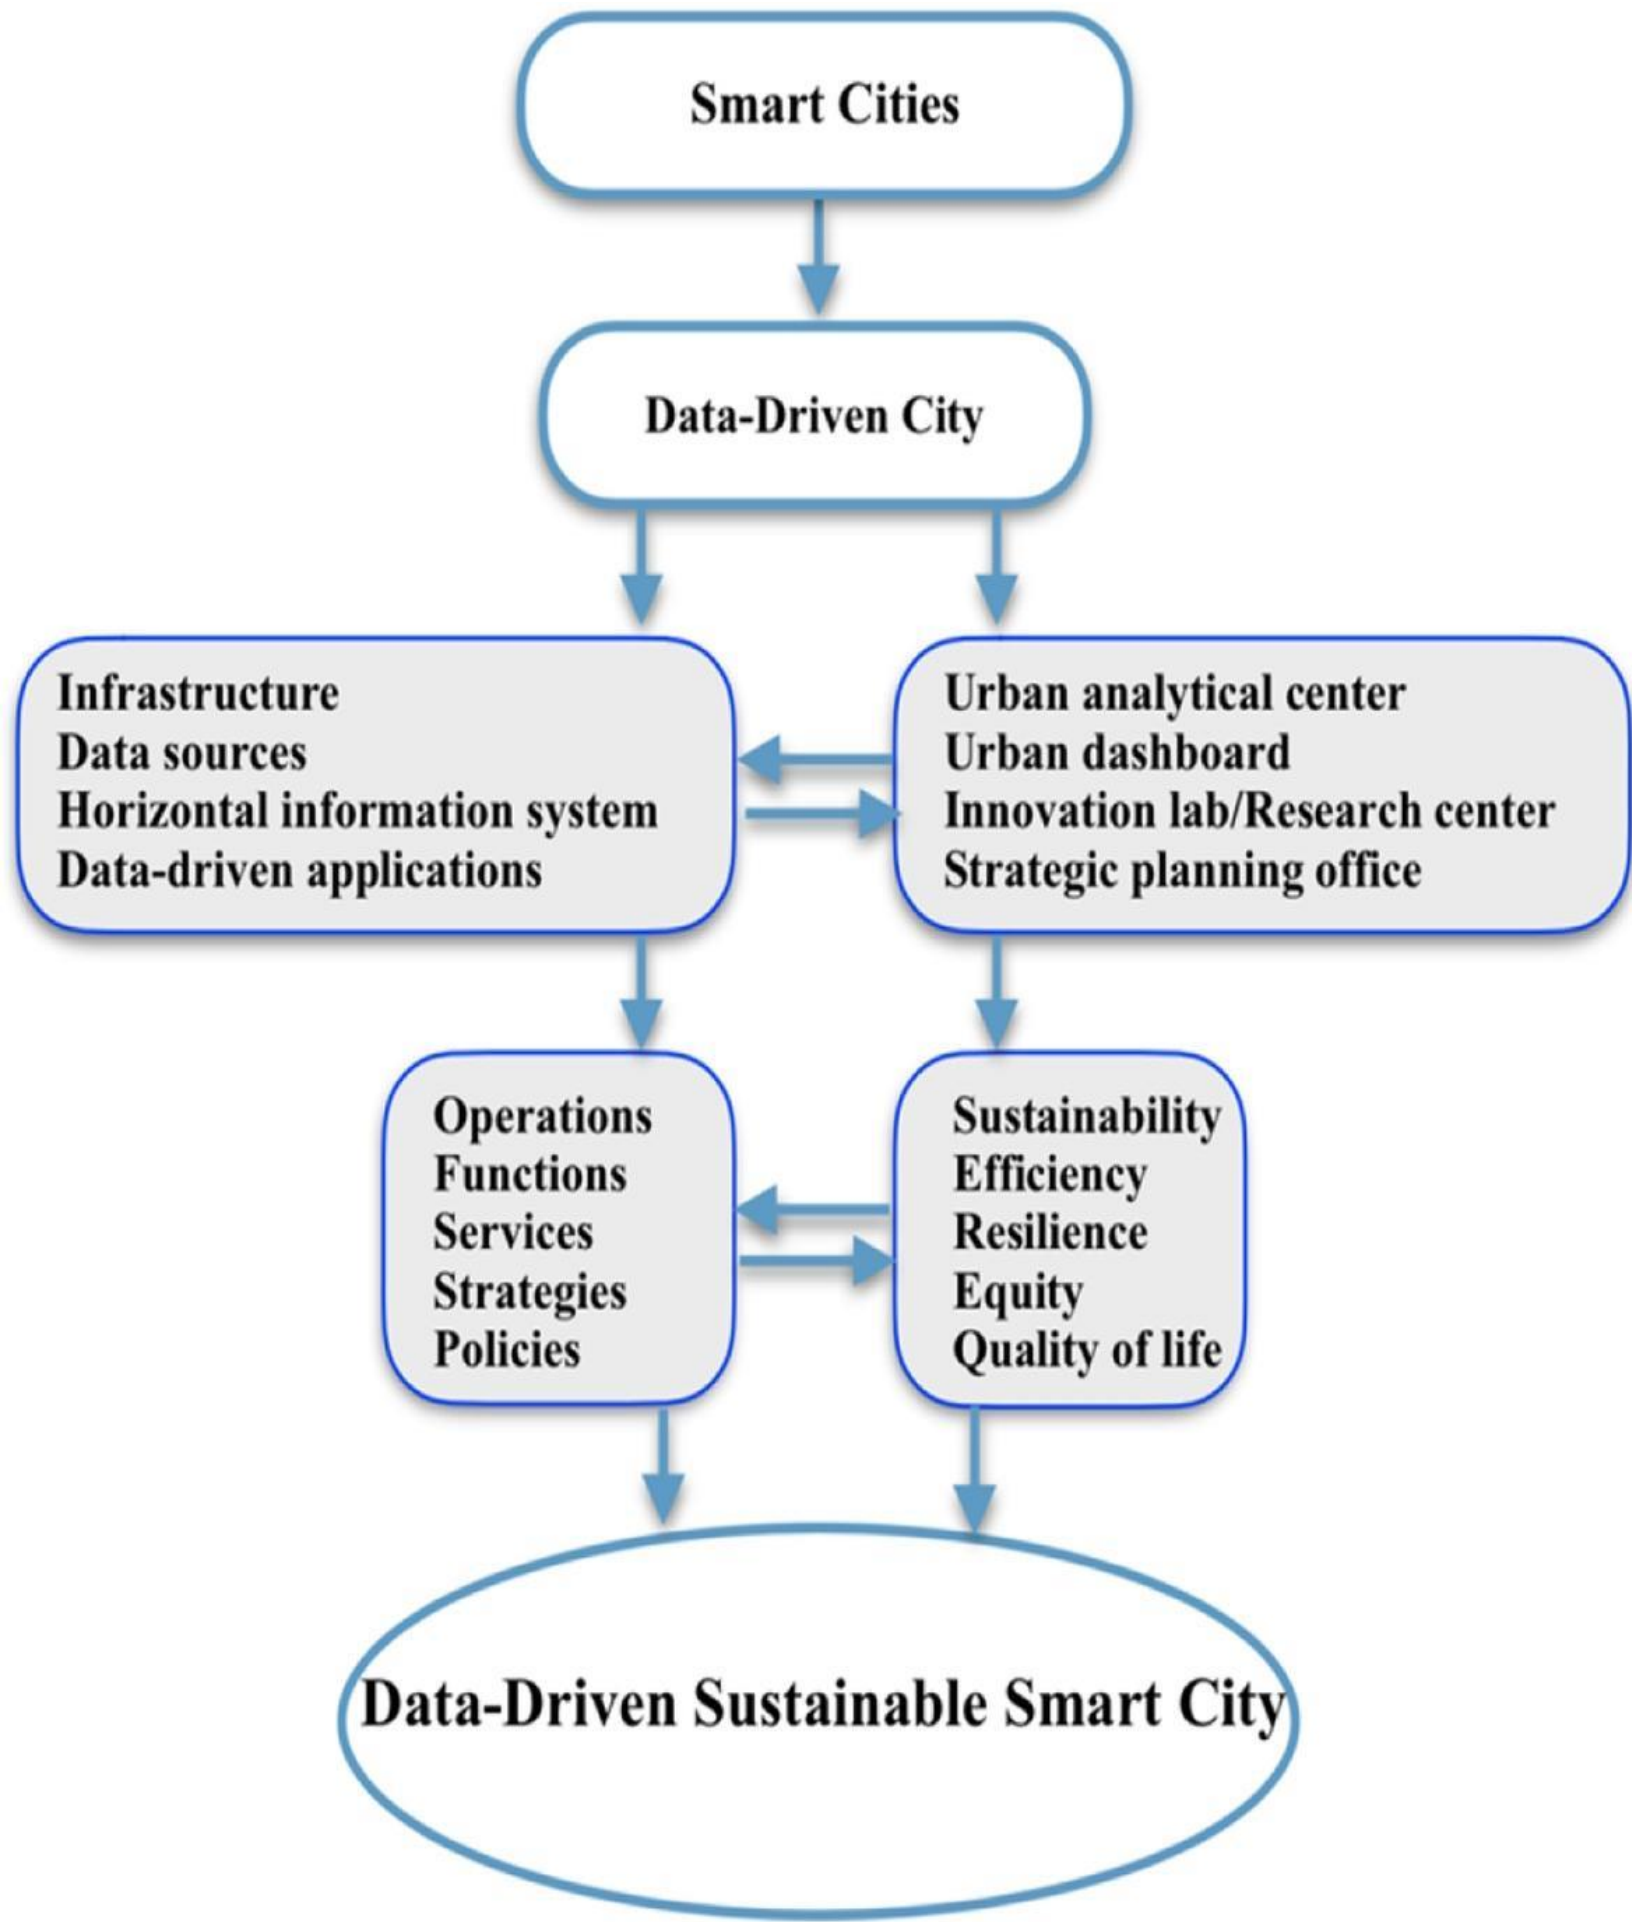 Smart Cities
Data-Driven City
Infrastructure
Data sources
Horizontal information system
Data-driven applications
Urban analytical center
Urban dashboard
Innovation lab/Research center
Strategic planning office
Operations
Functions
Services
Strategies
Policies
Sustainability
Efficiency
Resilience
Equity
Quality of life
Data-Driven Sustainable Smart City